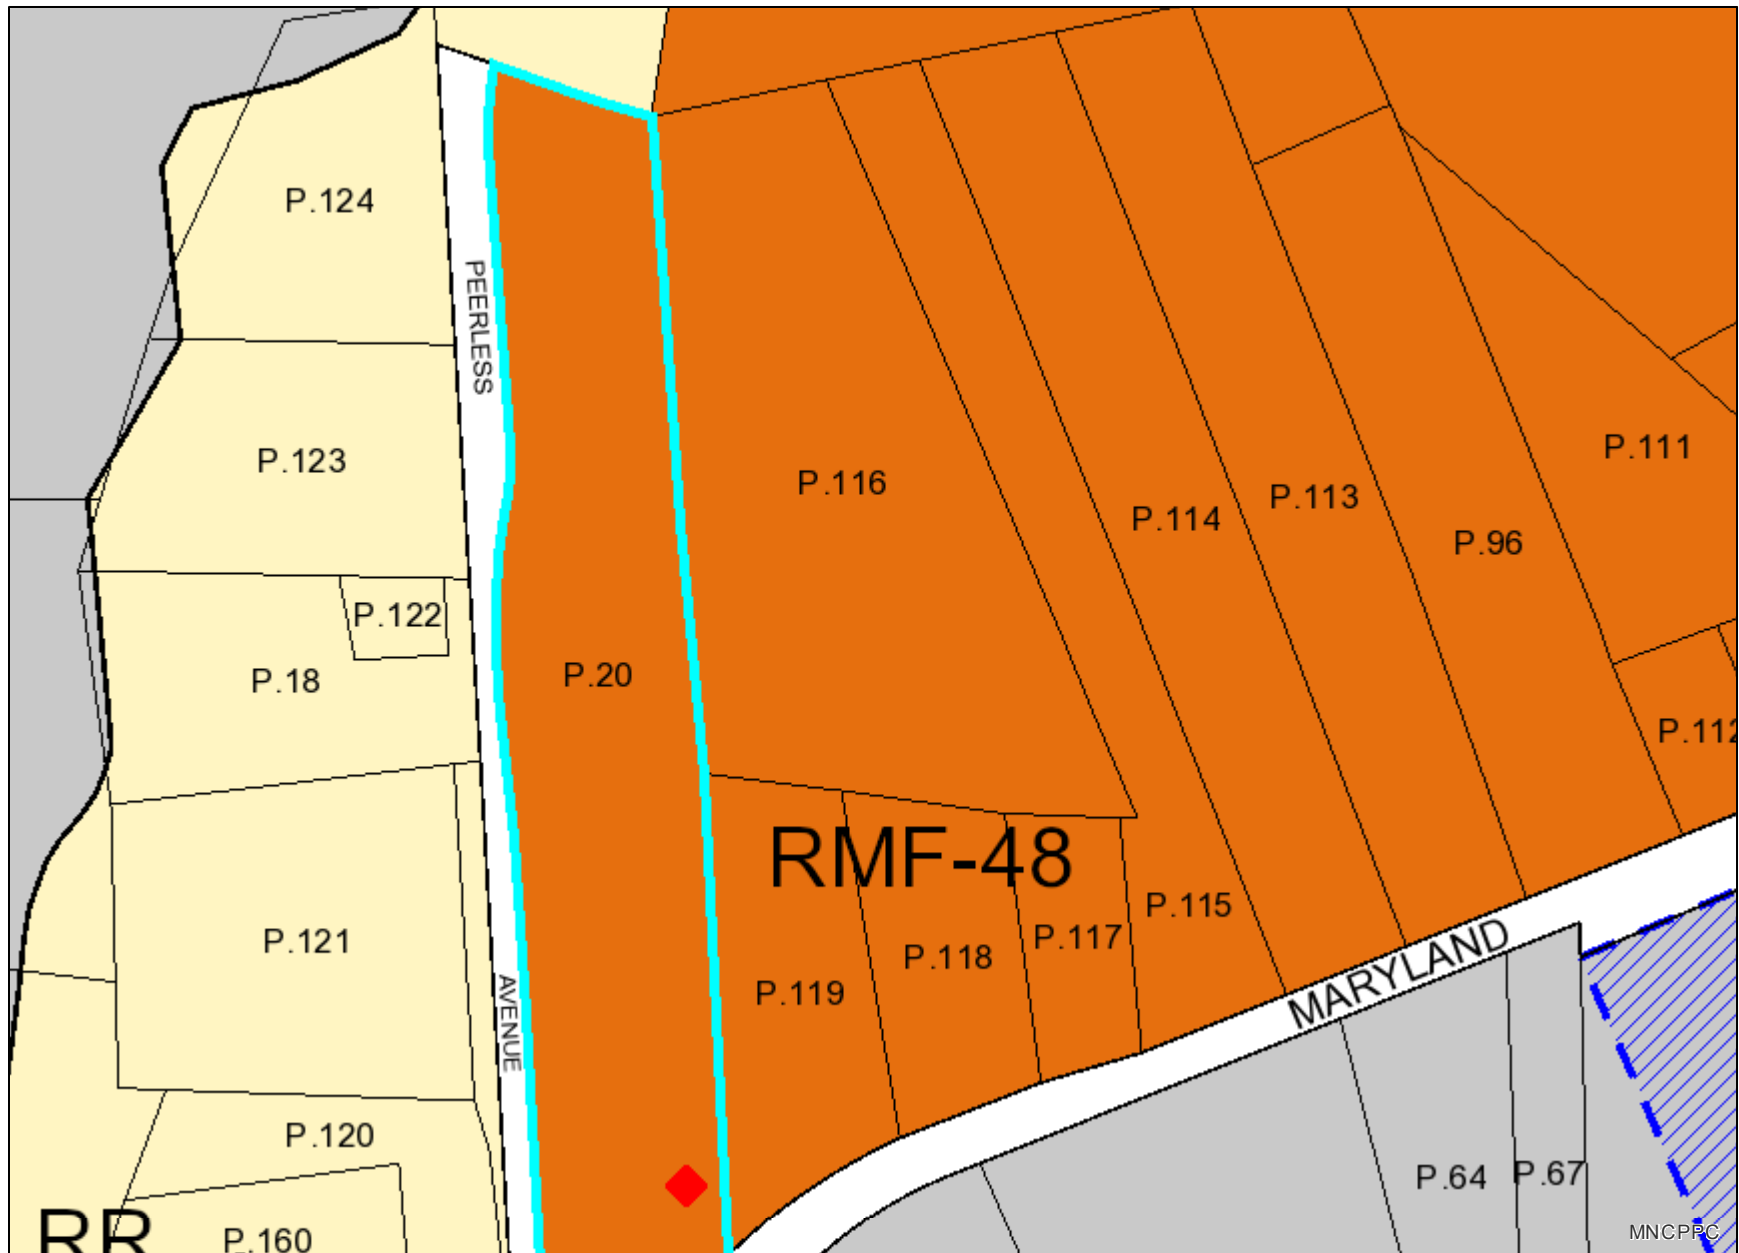 P.124
PEERLESS
P.123
P.116
P.111
P.114
P.113
P.96
P.122
P.18
P.20
P.112
RMF-48
P.121
P.115
P.117
P.118
P.119
MARYLAND
AVENUE
P.120
P.64
P.67
RR
P.160
MNCPPC